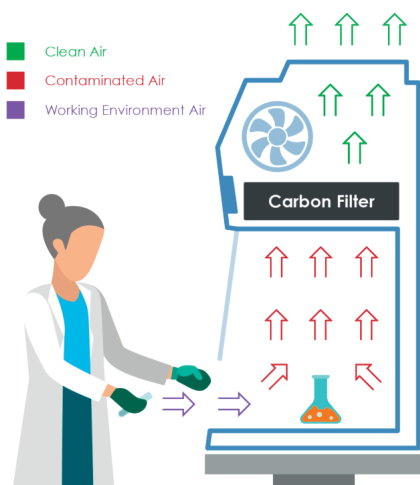 Clean Air
Contaminated Air
Working Environment Air
Carbon Filter